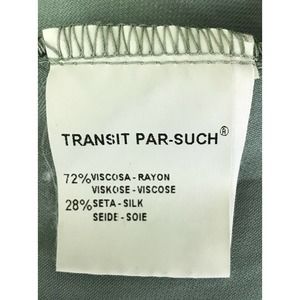 TRANSIT PAR-SUCH®
72% VISCOSA - RAYON
VISKOSE - VISCOSE
28% SETA - SILK
SEIDE - SOIE